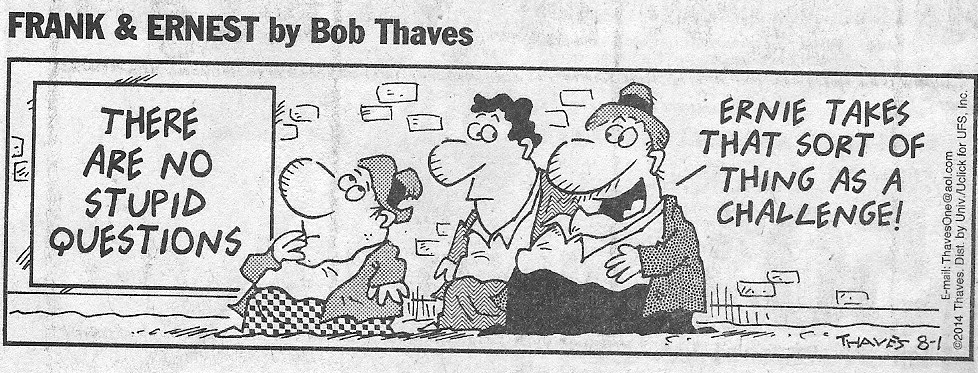 FRANK & ERNEST by Bob Thaves
THERE
ARE NO
STUPID
QUESTIONS
ERNIE TAKES
THAT SORT OF
THING AS A
CHALLENGE!
E-mail: ThavesOne@aol.com
©2014 Thaves. Dist. by Univ./Uclick for UFS, Inc.
THAVES 8-1